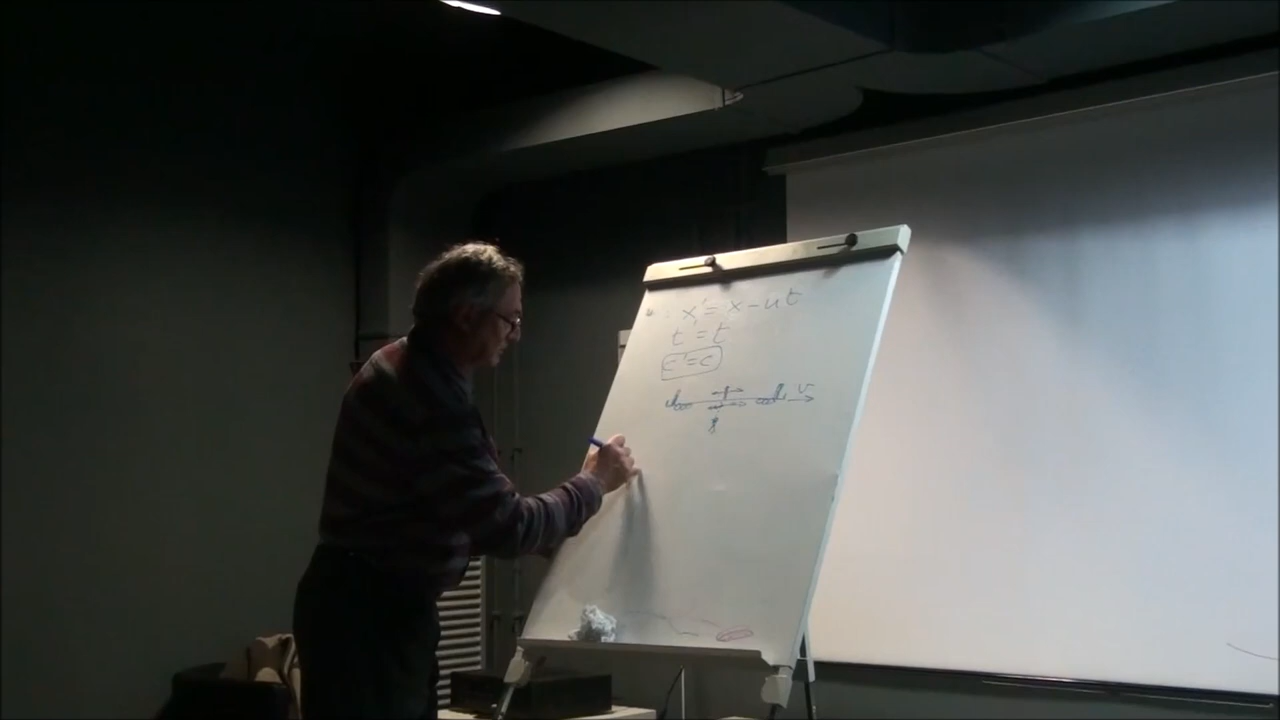 : x' = x - ut
t' = t
c' = c
v